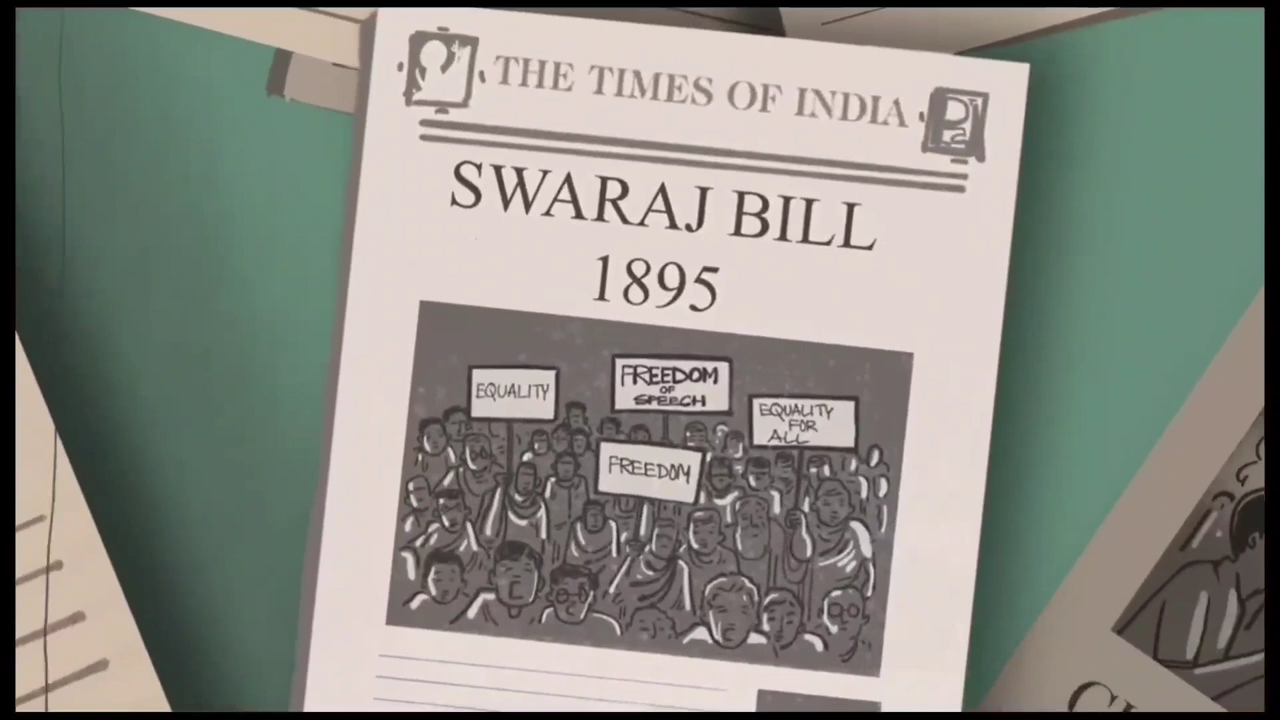 THE TIMES OF INDIA
SWARAJ BILL
1895
EQUALITY
FREEDOM
OF
SPEECH
EQUALITY
FOR
ALL
FREEDOM